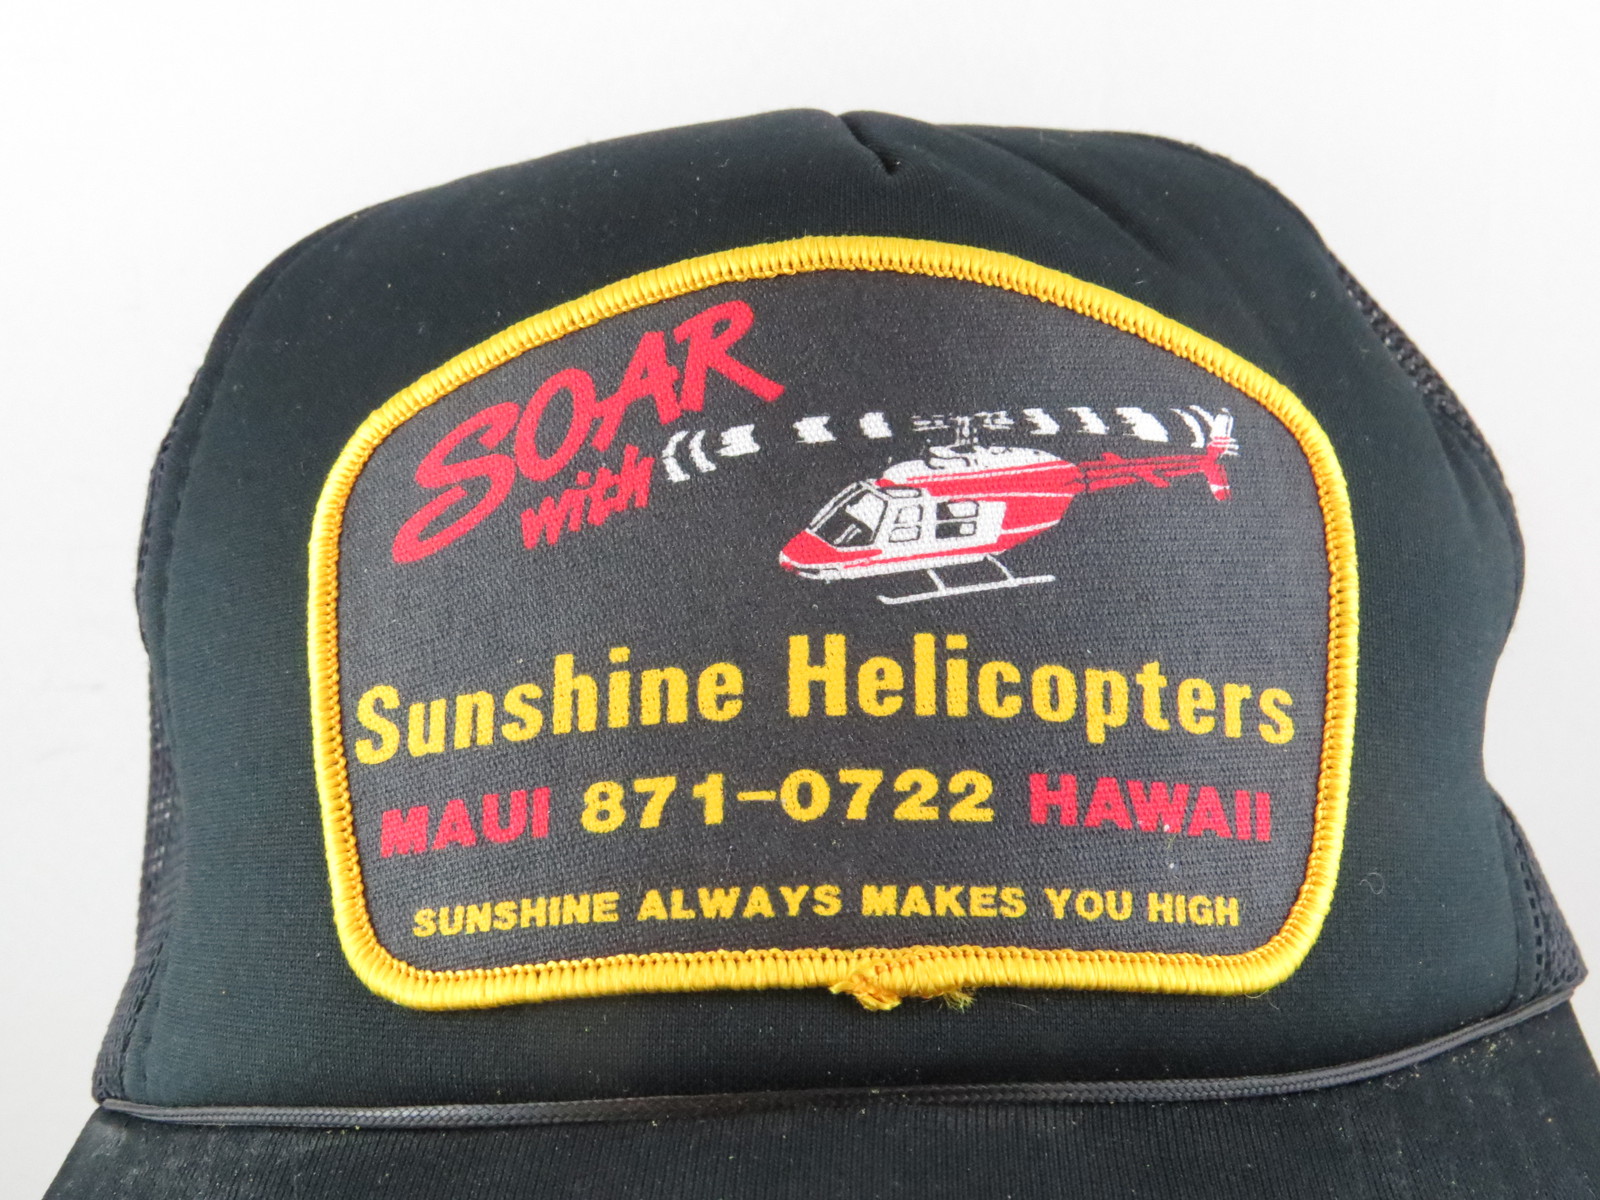 SOAR
with
Sunshine Helicopters
MAUI 871-0722 HAWAII
SUNSHINE ALWAYS MAKES YOU HIGH